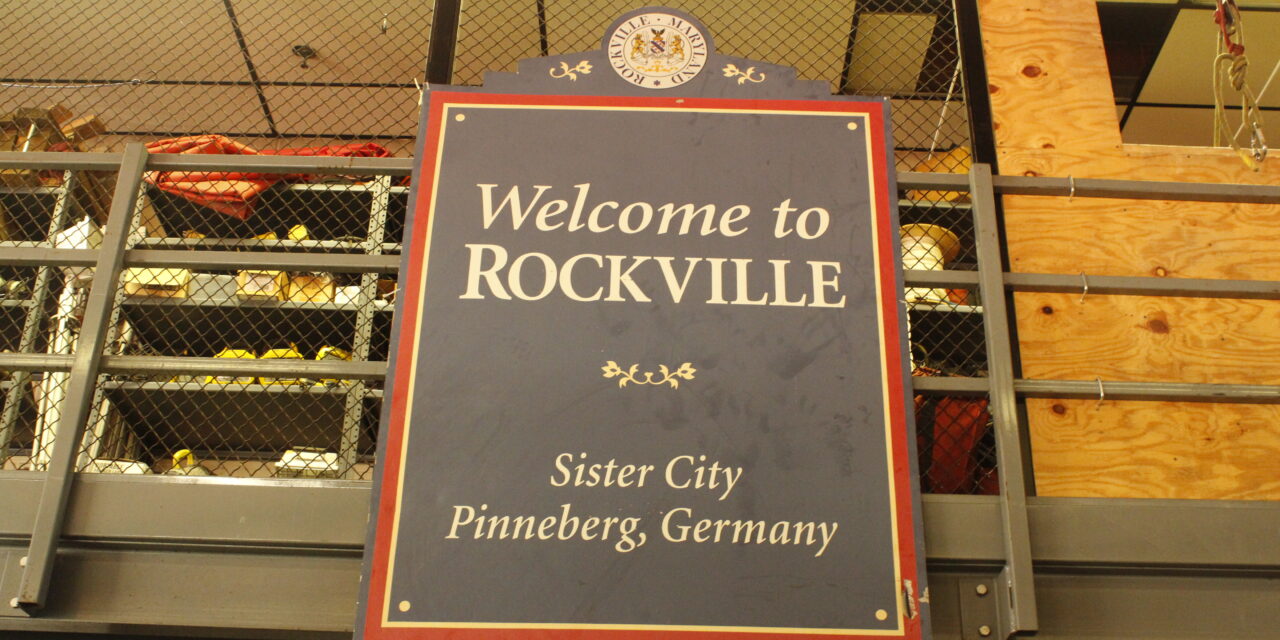 ROCKVILLE • MARYLAND
Welcome to
ROCKVILLE
Sister City
Pinneberg, Germany